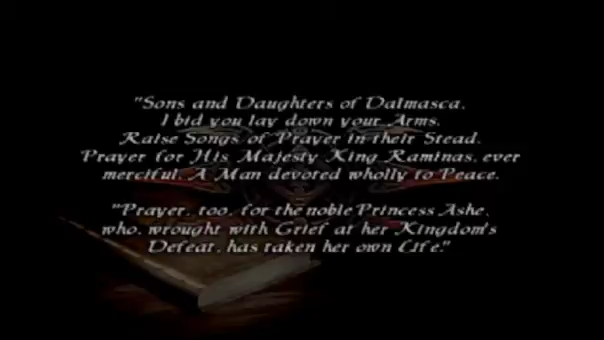 "Sons and Daughters of Dalmasca,
I bid you lay down your Arms.
Raise Songs of Prayer in their Stead.
Prayer for His Majesty King Raminas, ever
merciful. A Man devoted wholly to Peace.
"Prayer, too, for the noble Princess Ashe,
who, wrought with Grief at her Kingdom's
Defeat, has taken her own Life."